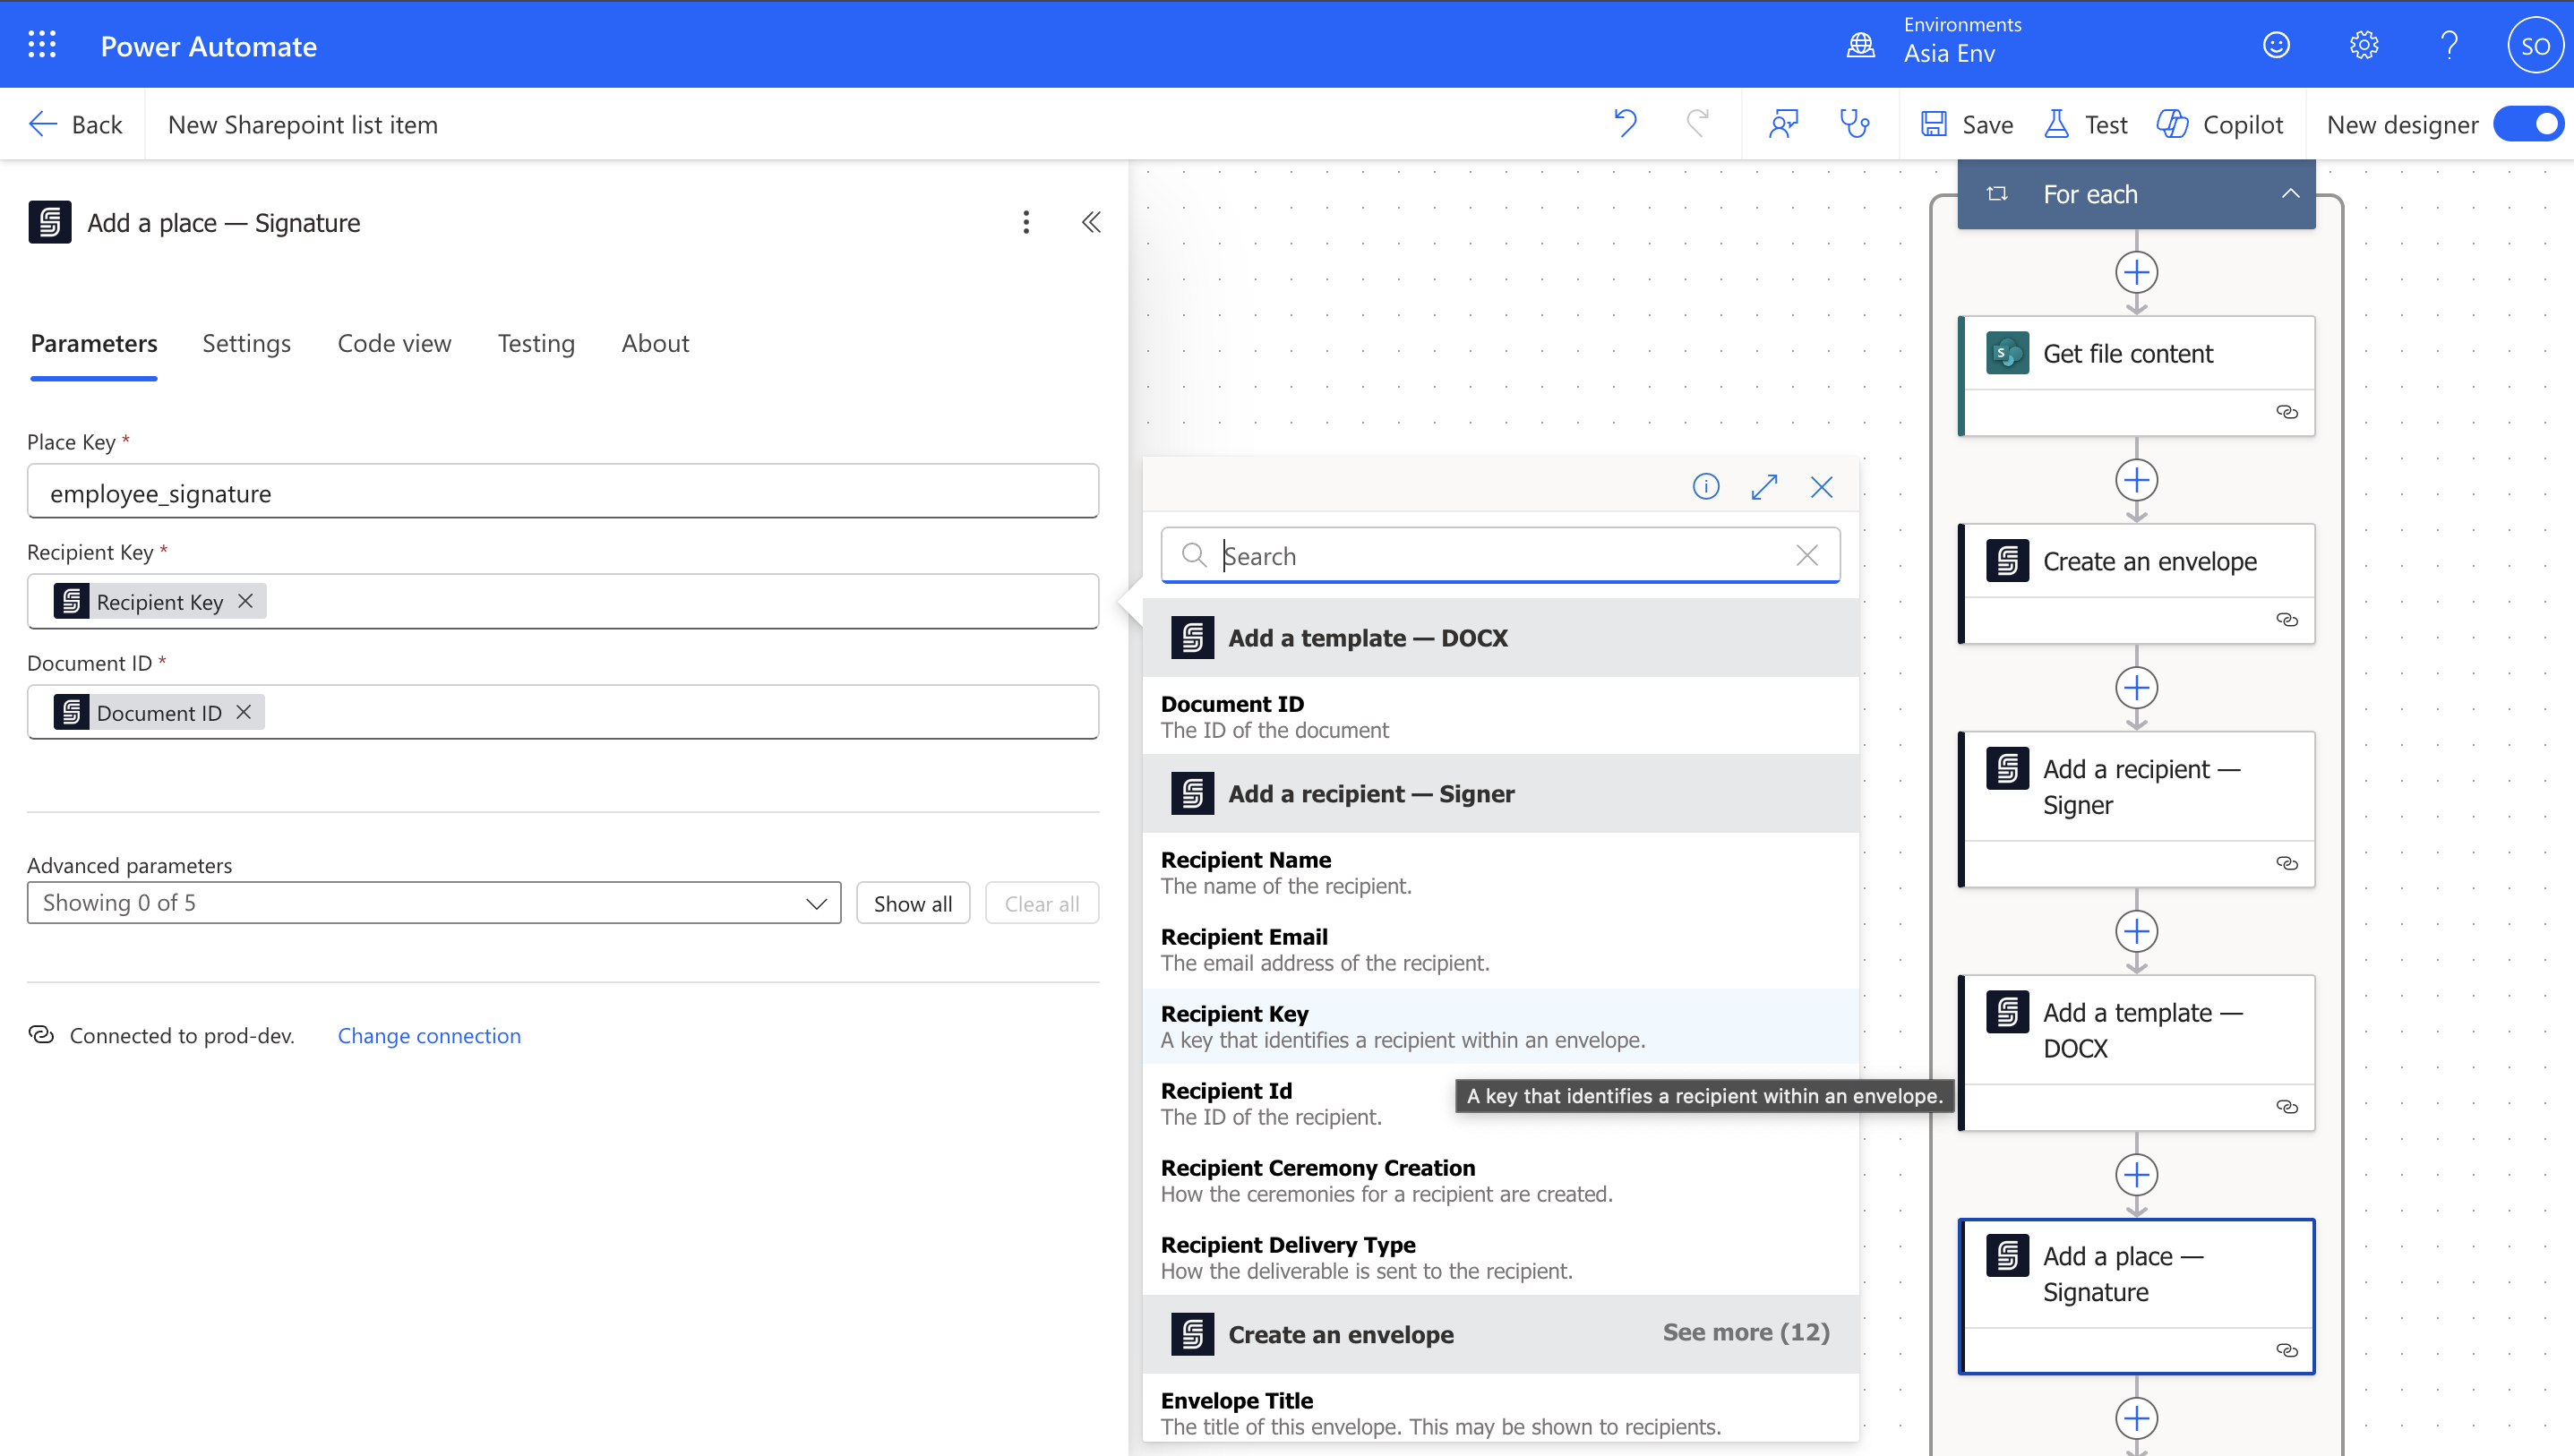 Power Automate
Environments
Asia Env
SO
Back
New Sharepoint list item
Save
Test
Copilot
New designer
Add a place — Signature
Parameters
Settings
Code view
Testing
About
Place Key *
employee_signature
Recipient Key *
Recipient Key
Document ID *
Document ID
Advanced parameters
Showing 0 of 5
Show all
Clear all
Connected to prod-dev.
Change connection
Search
Add a template — DOCX
Document ID
The ID of the document
Add a recipient — Signer
Recipient Name
The name of the recipient.
Recipient Email
The email address of the recipient.
Recipient Key
A key that identifies a recipient within an envelope.
Recipient Id
The ID of the recipient.
A key that identifies a recipient within an envelope.
Recipient Ceremony Creation
How the ceremonies for a recipient are created.
Recipient Delivery Type
How the deliverable is sent to the recipient.
Create an envelope
See more (12)
Envelope Title
The title of this envelope. This may be shown to recipients.
For each
Get file content
Create an envelope
Add a recipient —
Signer
Add a template —
DOCX
Add a place —
Signature